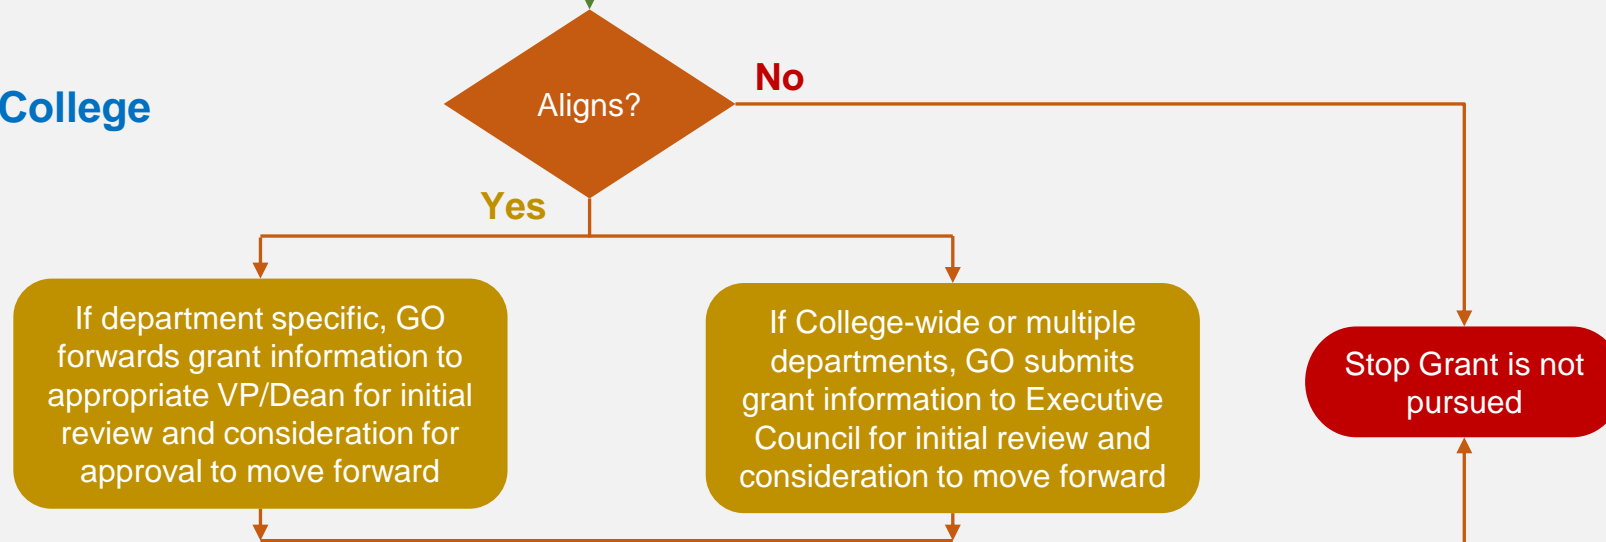 College
Aligns?
No
Yes
If department specific, GO
forwards grant information to
appropriate VP/Dean for initial
review and consideration for
approval to move forward
If College-wide or multiple
departments, GO submits
grant information to Executive
Council for initial review and
consideration to move forward
Stop Grant is not
pursued